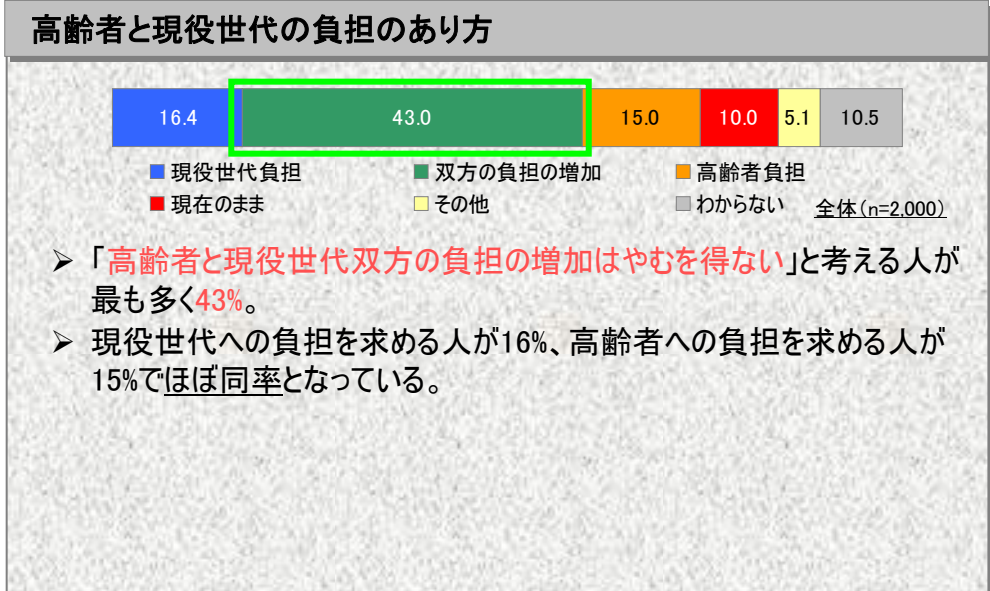 高齢者と現役世代の負担のあり方
16.4 43.0 15.0 10.0 5.1 10.5
■現役世代負担 ■双方の負担の増加 ■高齢者負担
■現在のまま □その他 ■わからない 全体(n=2,000)
➢ 「高齢者と現役世代双方の負担の増加はやむを得ない」と考える人が
最も多く43%。
➢ 現役世代への負担を求める人が16%、高齢者への負担を求める人が
15%でほぼ同率となっている。